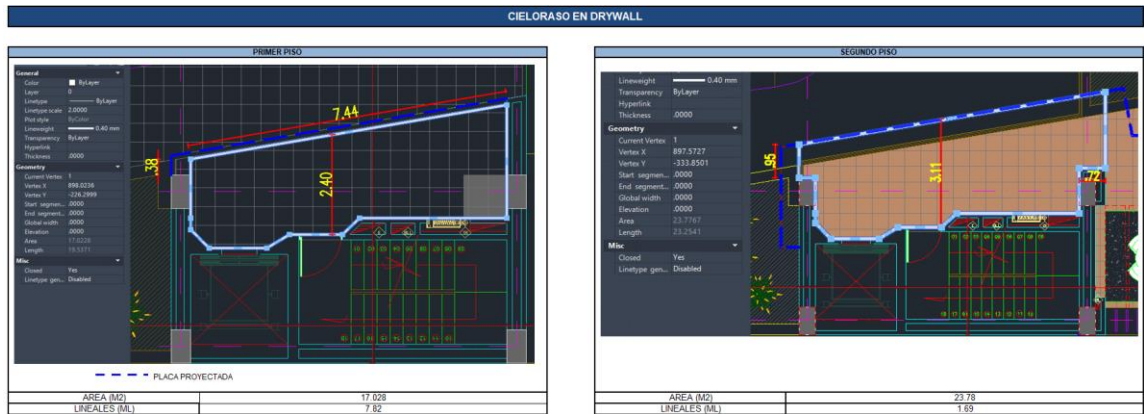 CIELORASO EN DRYWALL
PRIMER PISO
General
Color ByLayer
Layer 0
Linetype ByLayer
Linetype scale 2.0000
Plot style ByColor
Lineweight 0.40 mm
Transparency ByLayer
Hyperlink
Thickness .0000
Geometry
Current Vertex 1
Vertex X 898.0236
Vertex Y -226.2999
Start segmen... .0000
End segmen... .0000
Global width .0000
Elevation .0000
Area
Length
Misc
Closed Yes
Linetype gen... Disabled
7.44
.38
2.40
PLACA PROYECTADA
AREA (M2) 17.028
LINEALES (ML) 7.82
SEGUNDO PISO
Lineweight 0.40 mm
Transparency ByLayer
Hyperlink
Thickness .0000
Geometry
Current Vertex 1
Vertex X 897.5727
Vertex Y -333.8501
Start segmen... .0000
End segment... .0000
Global width .0000
Elevation .0000
Area 23.7767
Length 23.2541
Misc
Closed Yes
Linetype gen... Disabled
.95
3.11
.72
AREA (M2) 23.78
LINEALES (ML) 1.69